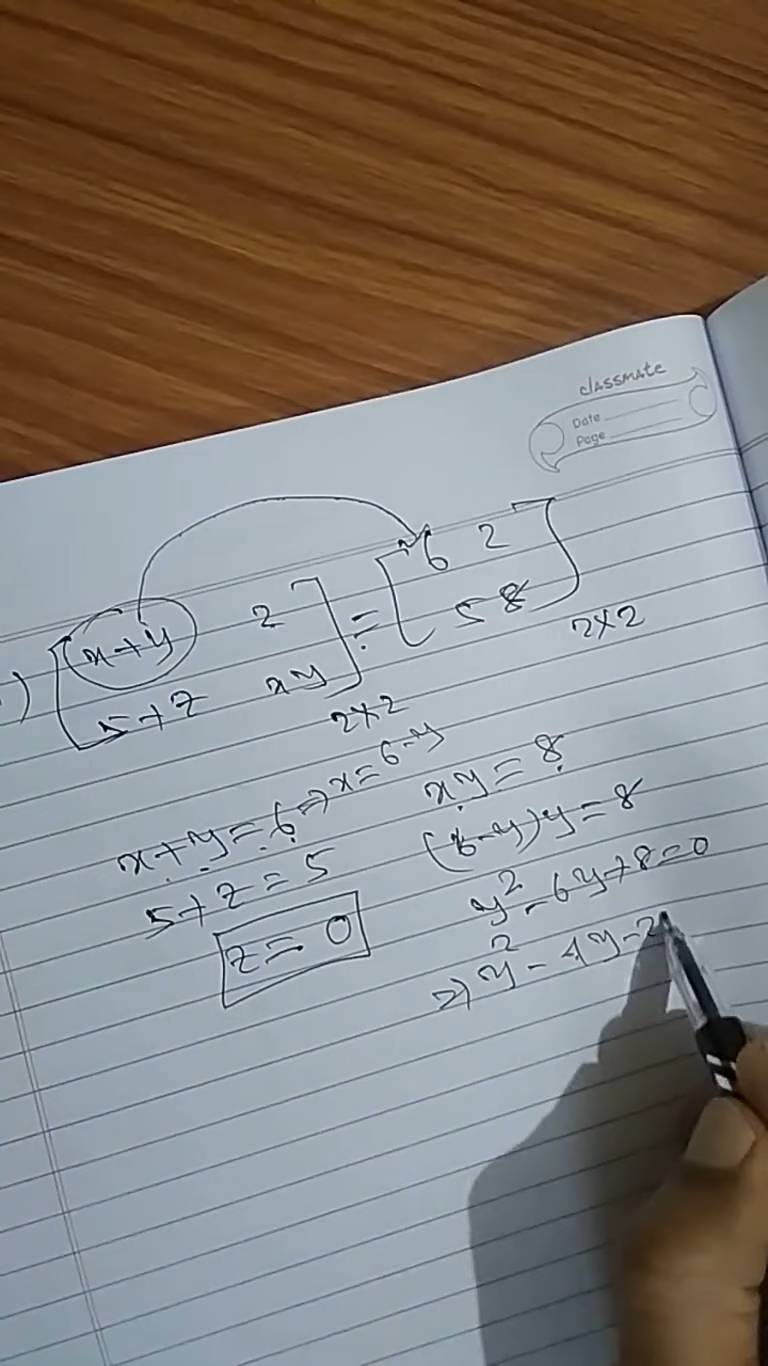 classmate
Date
Page
) [x+y 2] = [6 2]
[5+z xy] [5 8]
2×2 2×2
x+y=6 ⇒ x=6-y
5+z=5
z=0
xy=8
(6-y)y=8
y²-6y+8=0
⇒ y²-4y-2